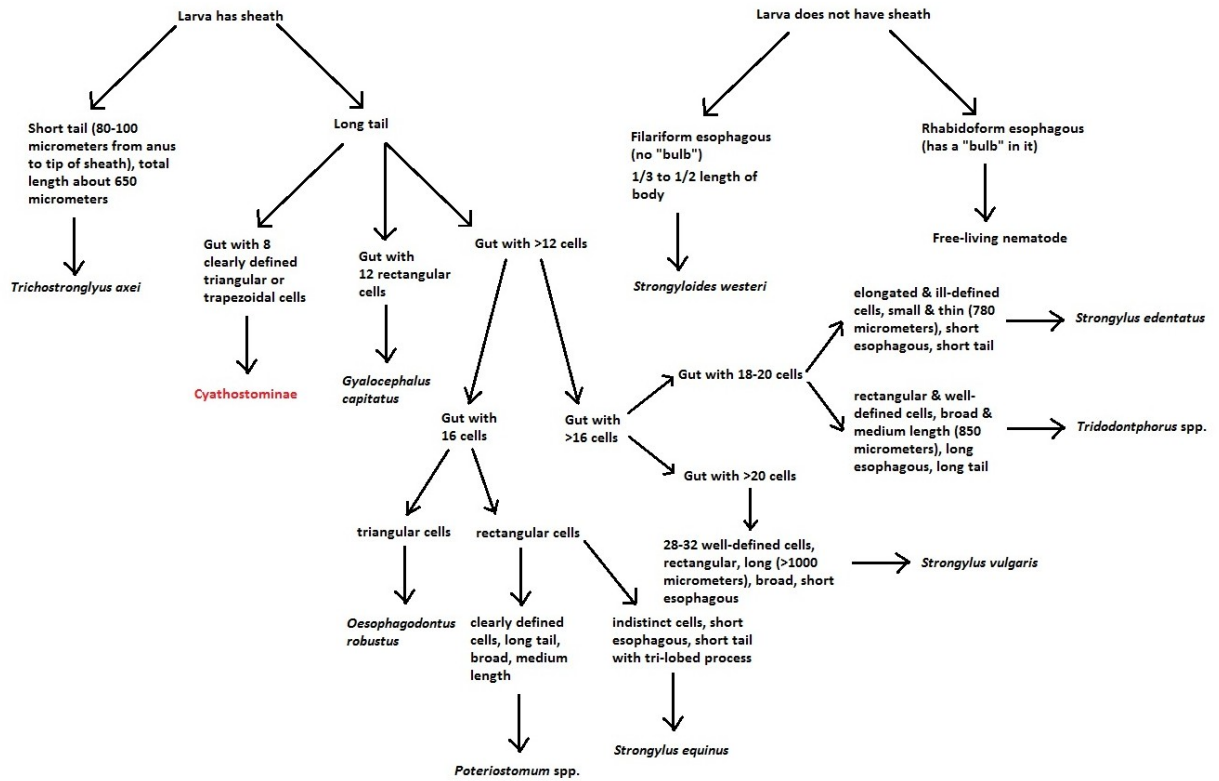 Larva has sheath
Larva does not have sheath
Short tail (80-100
micrometers from anus
to tip of sheath), total
length about 650
micrometers
Long tail
Filariform esophagous
(no "bulb")
1/3 to 1/2 length of
body
Rhabidoform esophagous
(has a "bulb" in it)
Trichostronglyus axei
Gut with 8
clearly defined
triangular or
trapezoidal cells
Gut with
12 rectangular
cells
Gut with >12 cells
Strongyloides westeri
Free-living nematode
Cyathostominae
Gyalocephalus
capitatus
Gut with
16 cells
Gut with
>16 cells
Gut with 18-20 cells
elongated & ill-defined
cells, small & thin (780
micrometers), short
esophagous, short tail
Strongylus edentatus
rectangular & well-
defined cells, broad &
medium length (850
micrometers), long
esophagous, long tail
Tridodontphorus spp.
Gut with >20 cells
triangular cells
rectangular cells
28-32 well-defined cells,
rectangular, long (>1000
micrometers), broad, short
esophagous
Strongylus vulgaris
Oesophagodontus
robustus
clearly defined
cells, long tail,
broad, medium
length
indistinct cells, short
esophagous, short tail
with tri-lobed process
Poteriostomum spp.
Strongylus equinus